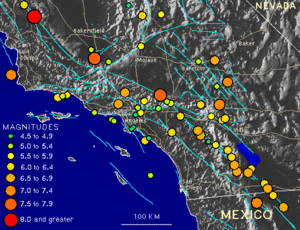 NEVADA
Bakersfield
Baker
Mojave
Barstow
MAGNITUDES
4.5 to 4.9
5.0 to 5.4
5.5 to 5.9
6.0 to 6.4
6.5 to 6.9
7.0 to 7.4
7.5 to 7.9
8.0 and greater
San Diego
100 KM
MEXICO